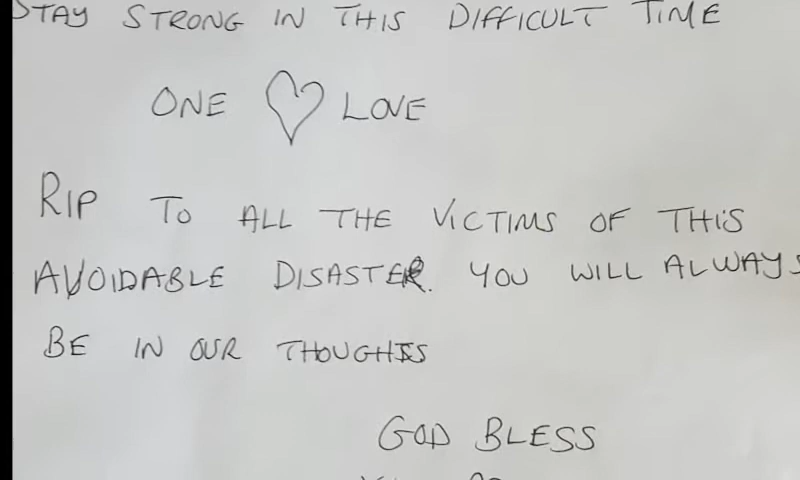 STAY STRONG IN THIS DIFFICULT TIME
ONE ♡ LOVE
RIP TO ALL THE VICTIMS OF THIS
AVOIDABLE DISASTER. YOU WILL ALWAYS
BE IN OUR THOUGHTS
GOD BLESS